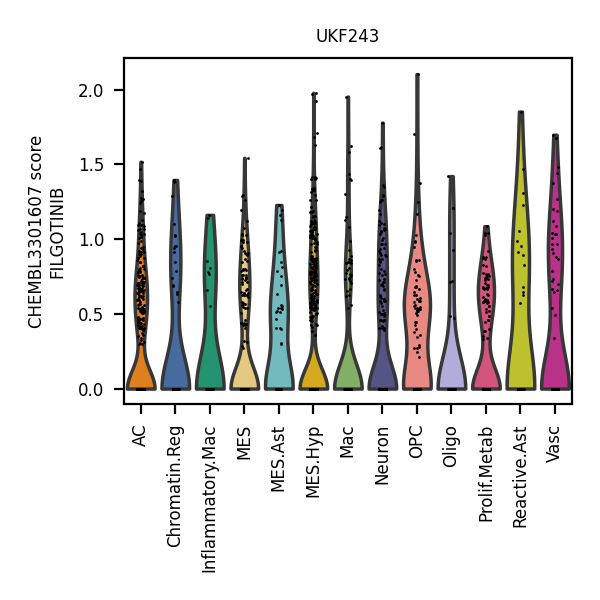 UKF243
CHEMBL3301607 score
FILGOTINIB
2.0
1.5
1.0
0.5
0.0
AC
Chromatin.Reg
Inflammatory.Mac
MES
MES.Ast
MES.Hyp
Mac
Neuron
OPC
Oligo
Prolif.Metab
Reactive.Ast
Vasc